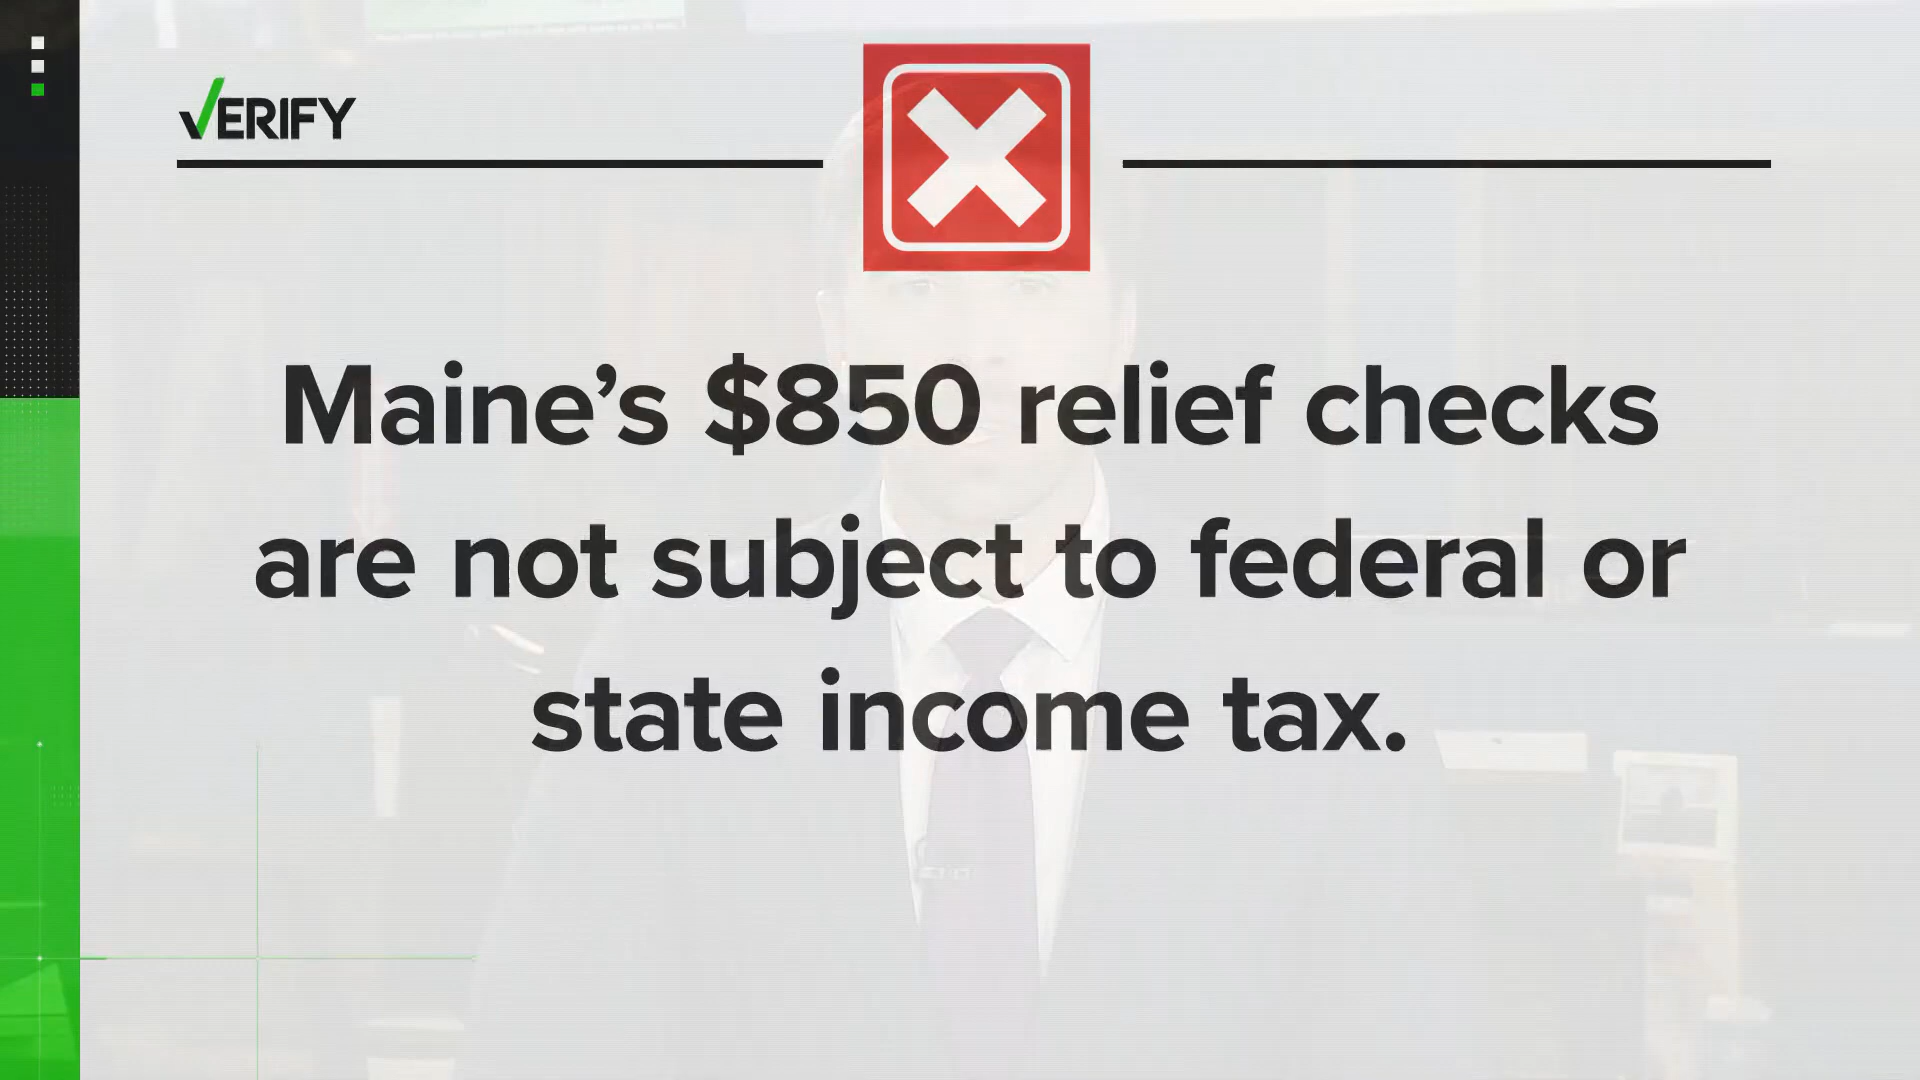 VERIFY
Maine’s $850 relief checks
are not subject to federal or
state income tax.